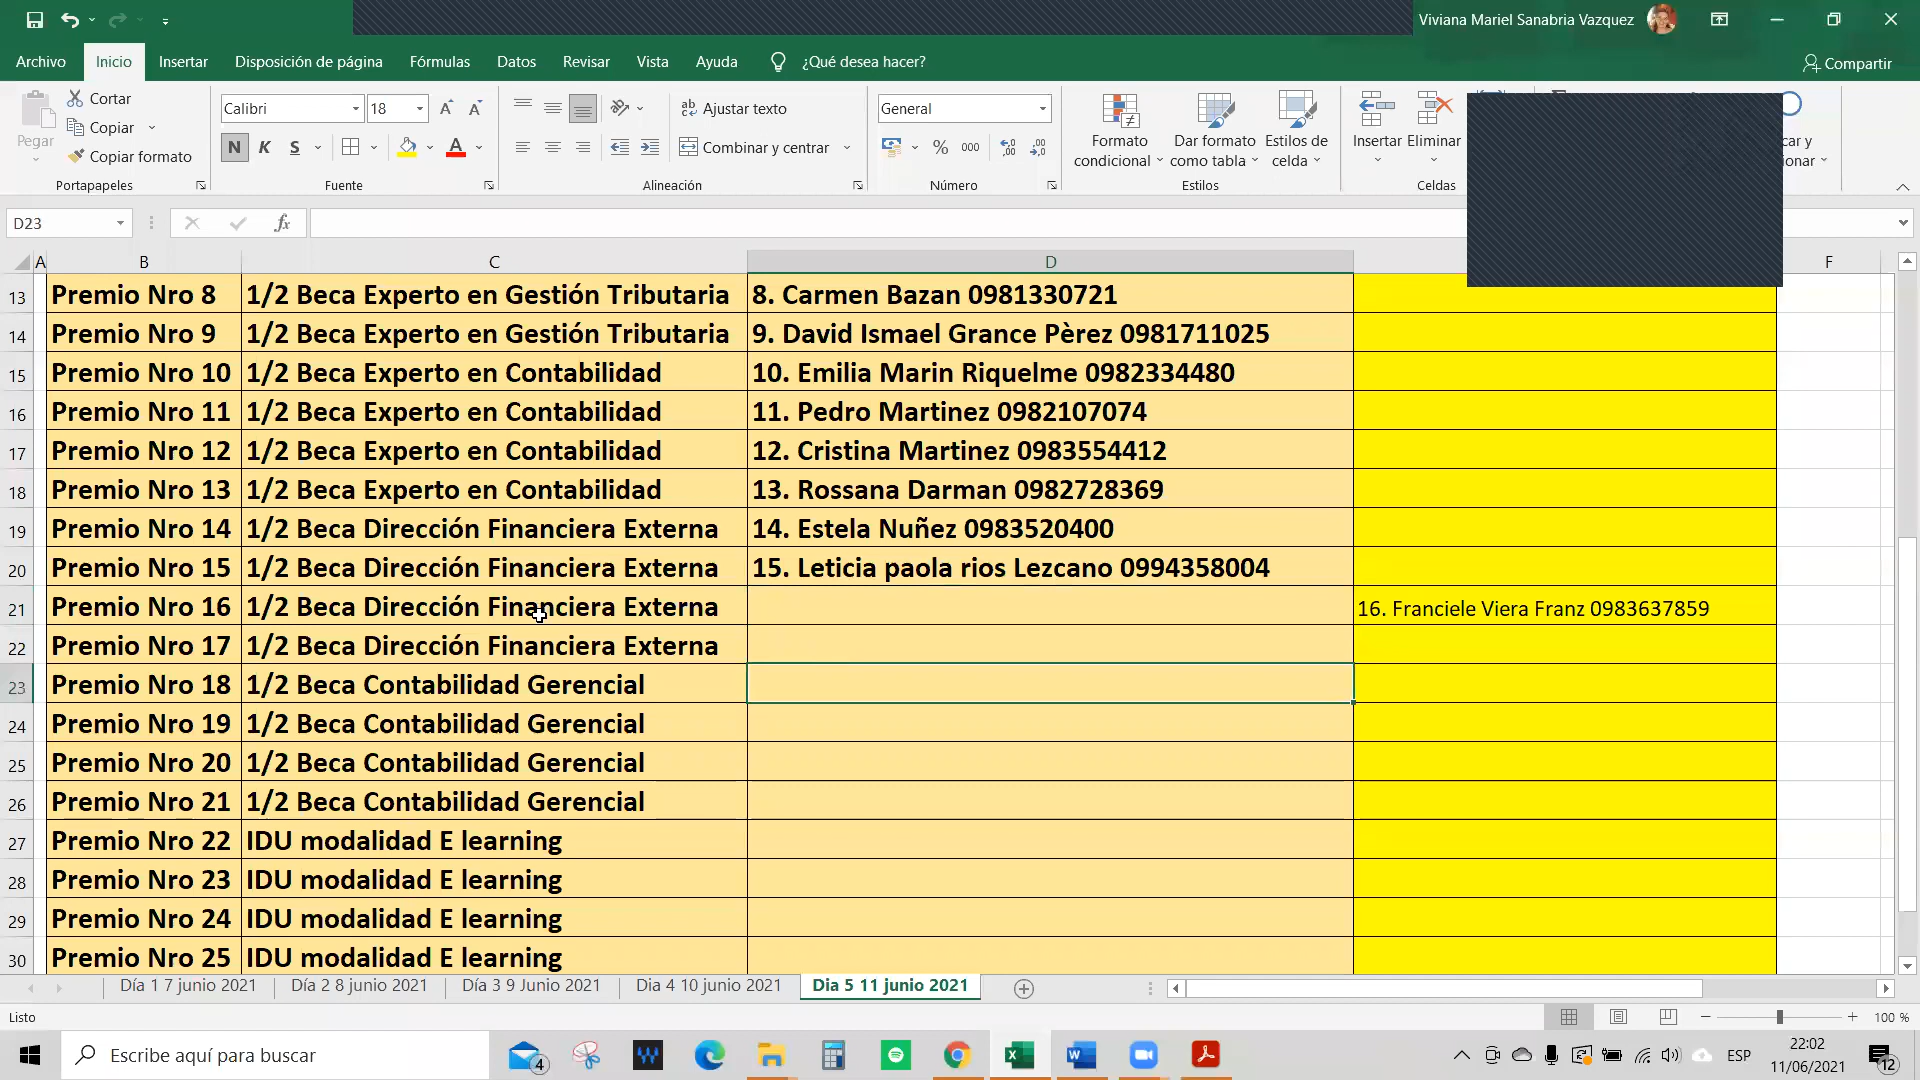 Viviana Mariel Sanabria Vazquez
Archivo Inicio Insertar Disposición de página Fórmulas Datos Revisar Vista Ayuda ¿Qué desea hacer? Compartir
Pegar
Cortar
Copiar
Copiar formato
Portapapeles
Calibri 18
N K S
Fuente
Ajustar texto
Combinar y centrar
Alineación
General
% 000
Número
Formato condicional
Dar formato como tabla
Estilos de celda
Estilos
Insertar Eliminar
Celdas
car y
ionar
D23 fx
A B C D F
13 Premio Nro 8 1/2 Beca Experto en Gestión Tributaria 8. Carmen Bazan 0981330721
14 Premio Nro 9 1/2 Beca Experto en Gestión Tributaria 9. David Ismael Grance Pèrez 0981711025
15 Premio Nro 10 1/2 Beca Experto en Contabilidad 10. Emilia Marin Riquelme 0982334480
16 Premio Nro 11 1/2 Beca Experto en Contabilidad 11. Pedro Martinez 0982107074
17 Premio Nro 12 1/2 Beca Experto en Contabilidad 12. Cristina Martinez 0983554412
18 Premio Nro 13 1/2 Beca Experto en Contabilidad 13. Rossana Darman 0982728369
19 Premio Nro 14 1/2 Beca Dirección Financiera Externa 14. Estela Nuñez 0983520400
20 Premio Nro 15 1/2 Beca Dirección Financiera Externa 15. Leticia paola rios Lezcano 0994358004
21 Premio Nro 16 1/2 Beca Dirección Financiera Externa 16. Franciele Viera Franz 0983637859
22 Premio Nro 17 1/2 Beca Dirección Financiera Externa
23 Premio Nro 18 1/2 Beca Contabilidad Gerencial
24 Premio Nro 19 1/2 Beca Contabilidad Gerencial
25 Premio Nro 20 1/2 Beca Contabilidad Gerencial
26 Premio Nro 21 1/2 Beca Contabilidad Gerencial
27 Premio Nro 22 IDU modalidad E learning
28 Premio Nro 23 IDU modalidad E learning
29 Premio Nro 24 IDU modalidad E learning
30 Premio Nro 25 IDU modalidad E learning
Día 1 7 junio 2021 Día 2 8 junio 2021 Día 3 9 Junio 2021 Dia 4 10 junio 2021 Dia 5 11 junio 2021
Listo 100 %
Escribe aquí para buscar 4 ESP 22:02
11/06/2021 12